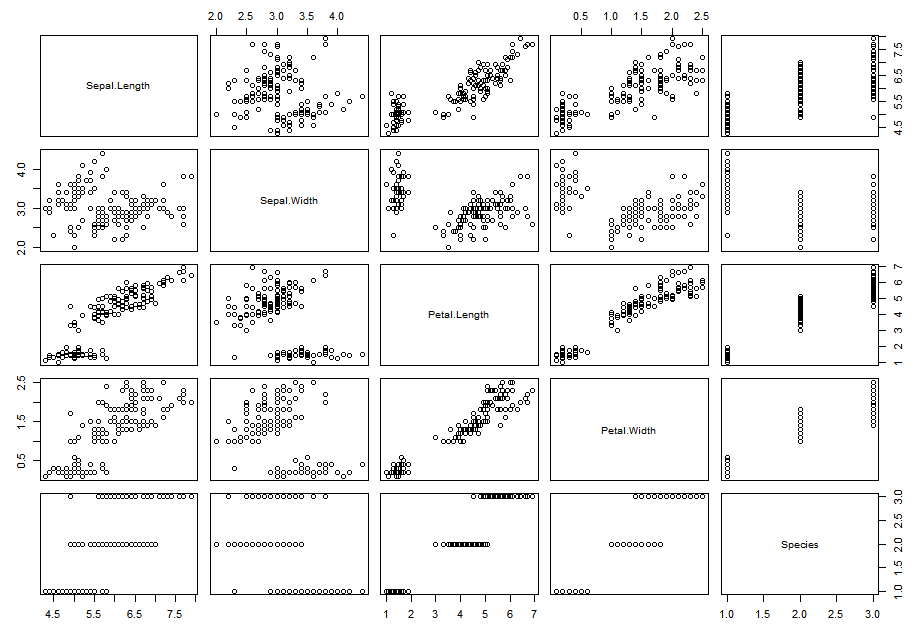 2.0 2.5 3.0 3.5 4.0
0.5 1.0 1.5 2.0 2.5
Sepal.Length
4.5 5.5 6.5 7.5
2.0 3.0 4.0
Sepal.Width
Petal.Length
1 2 3 4 5 6 7
0.5 1.5 2.5
Petal.Width
Species
1.0 1.5 2.0 2.5 3.0
4.5 5.5 6.5 7.5
1 2 3 4 5 6 7
1.0 1.5 2.0 2.5 3.0